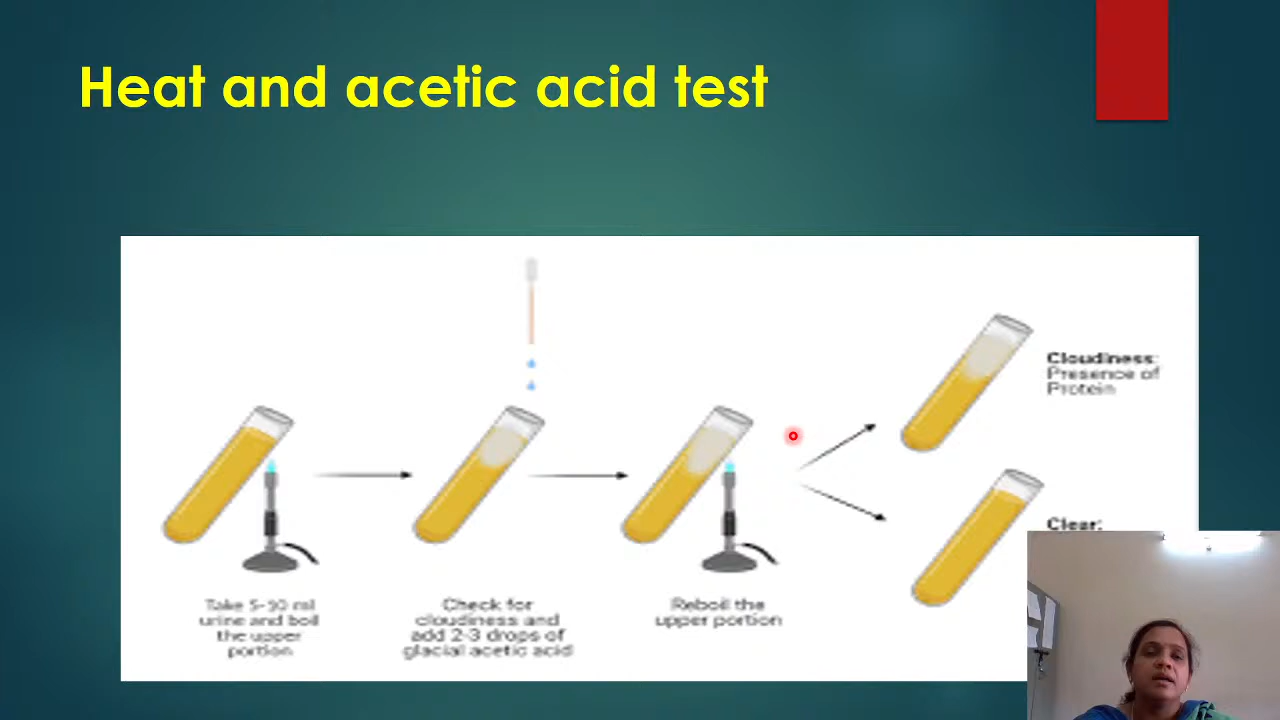 Heat and acetic acid test
Cloudiness:
Presence of
Protein
Clear:
Take 5-10 ml
urine and boil
the upper
portion
Check for
cloudiness and
add 2-3 drops of
glacial acetic acid
Reboil the
upper portion